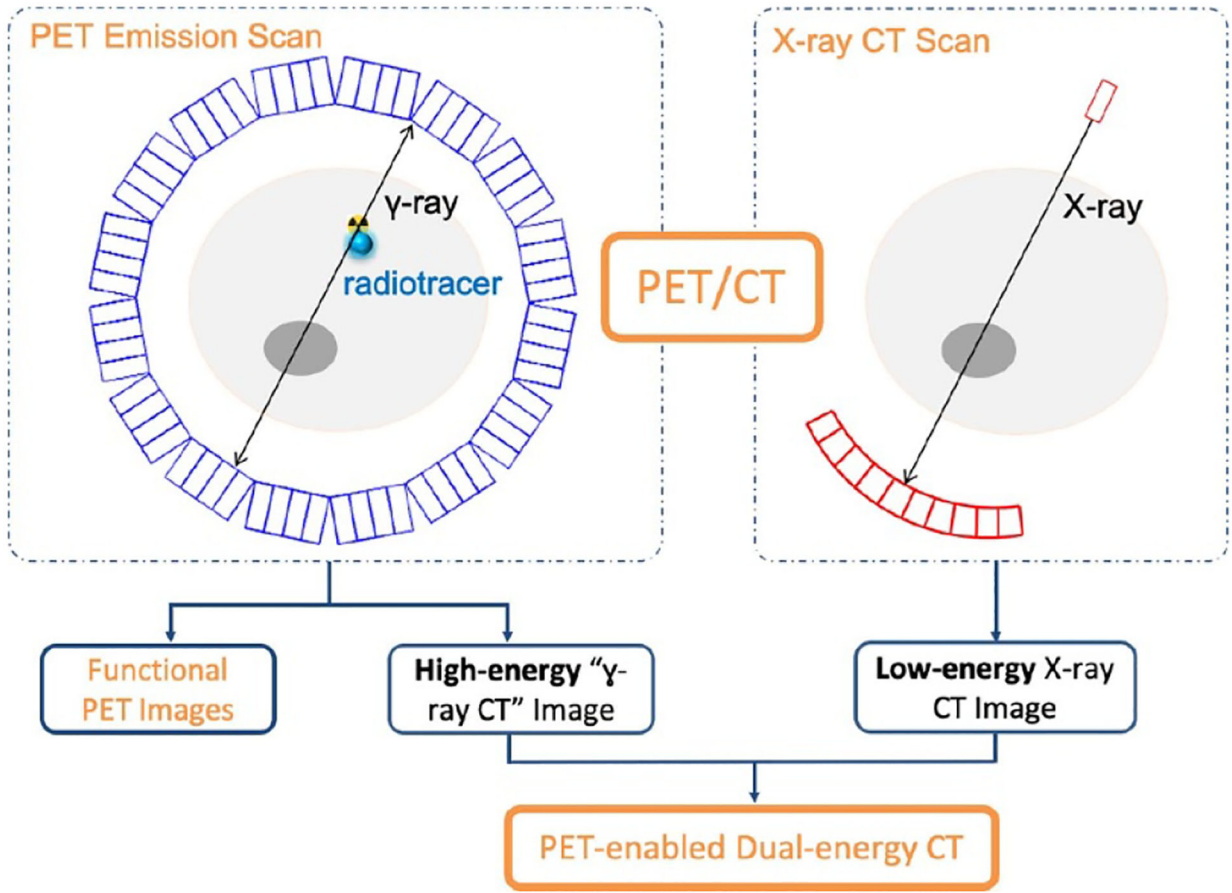 PET Emission Scan
X-ray CT Scan
γ-ray
radiotracer
X-ray
PET/CT
Functional
PET Images
High-energy “ɣ-
ray CT” Image
Low-energy X-ray
CT Image
PET-enabled Dual-energy CT